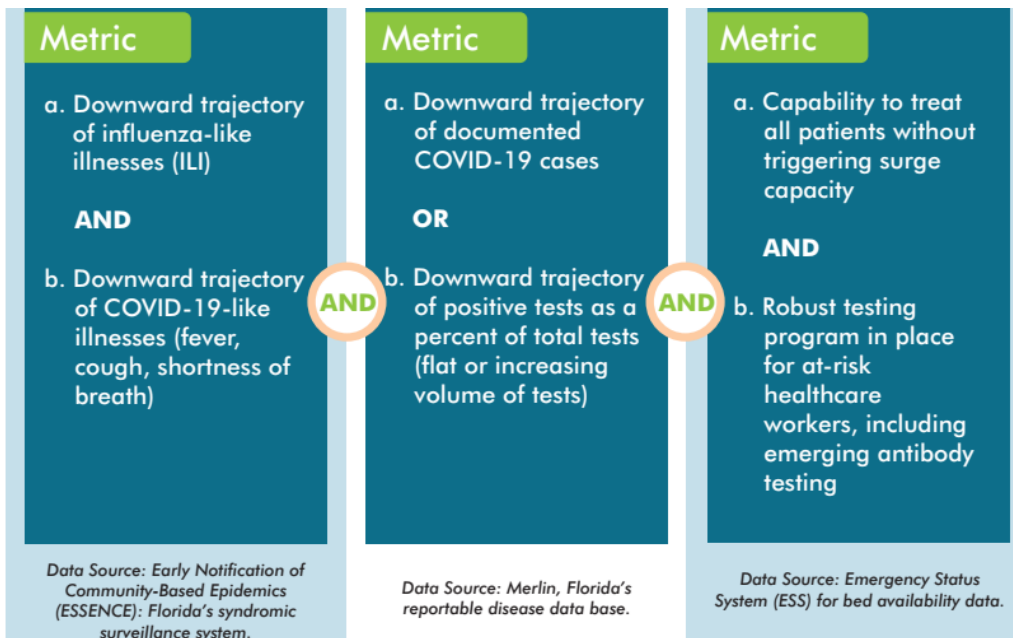 Metric
a. Downward trajectory
of influenza-like
illnesses (ILI)
AND
b. Downward trajectory
of COVID-19-like
illnesses (fever,
cough, shortness of
breath)
Data Source: Early Notification of
Community-Based Epidemics
(ESSENCE): Florida's syndromic
surveillance system.
AND
Metric
a. Downward trajectory
of documented
COVID-19 cases
OR
b. Downward trajectory
of positive tests as a
percent of total tests
(flat or increasing
volume of tests)
Data Source: Merlin, Florida's
reportable disease data base.
AND
Metric
a. Capability to treat
all patients without
triggering surge
capacity
AND
b. Robust testing
program in place
for at-risk
healthcare
workers, including
emerging antibody
testing
Data Source: Emergency Status
System (ESS) for bed availability data.